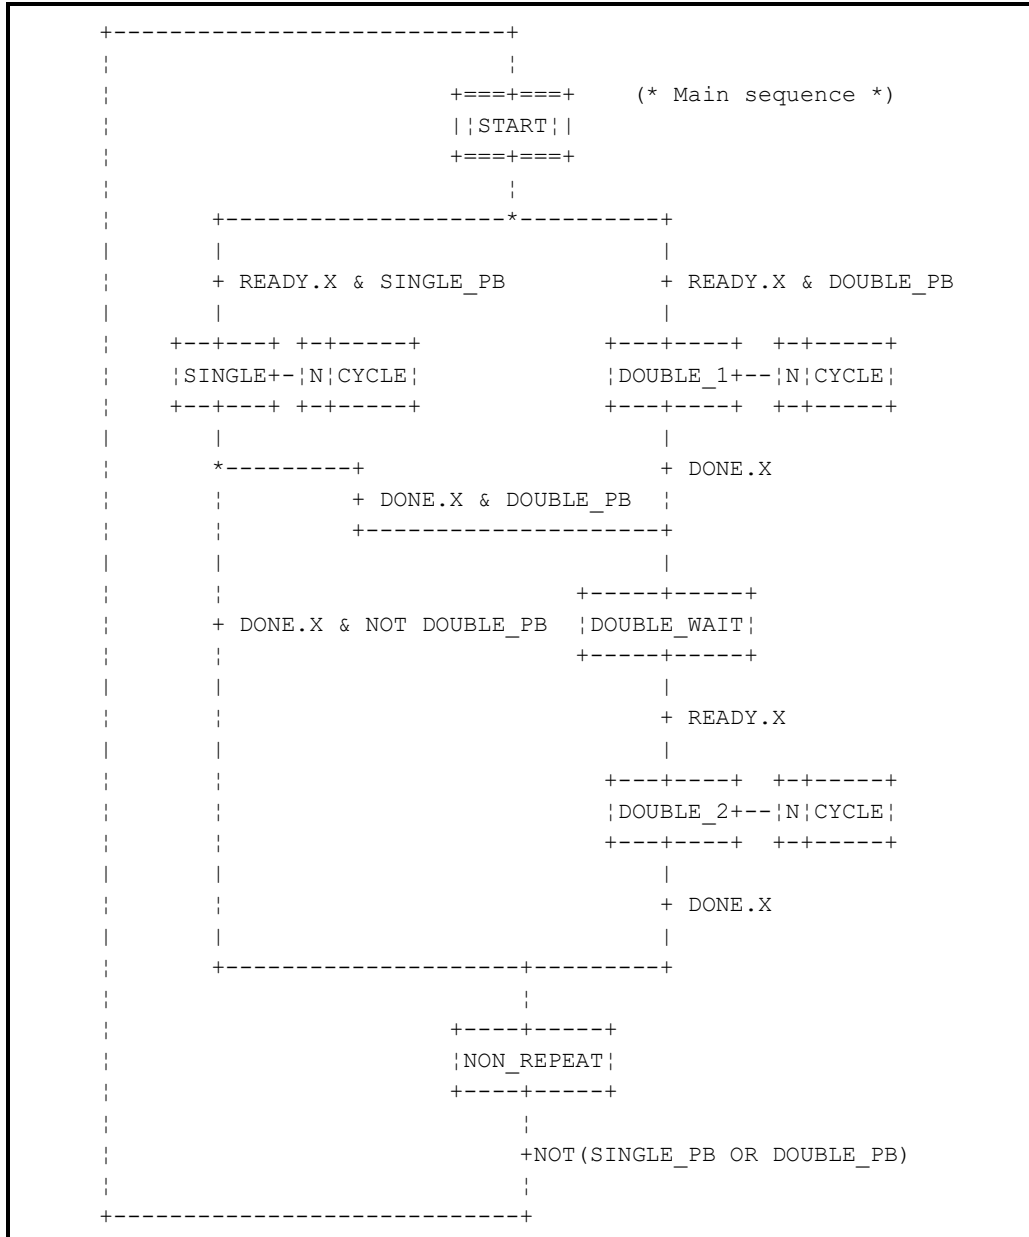 (* Main sequence *)
START
READY.X & SINGLE_PB READY.X & DOUBLE_PB
SINGLE N CYCLE DOUBLE_1 N CYCLE
DONE.X
DONE.X & DOUBLE_PB
DONE.X & NOT DOUBLE_PB DOUBLE_WAIT
READY.X
DOUBLE_2 N CYCLE
DONE.X
NON_REPEAT
NOT(SINGLE_PB OR DOUBLE_PB)